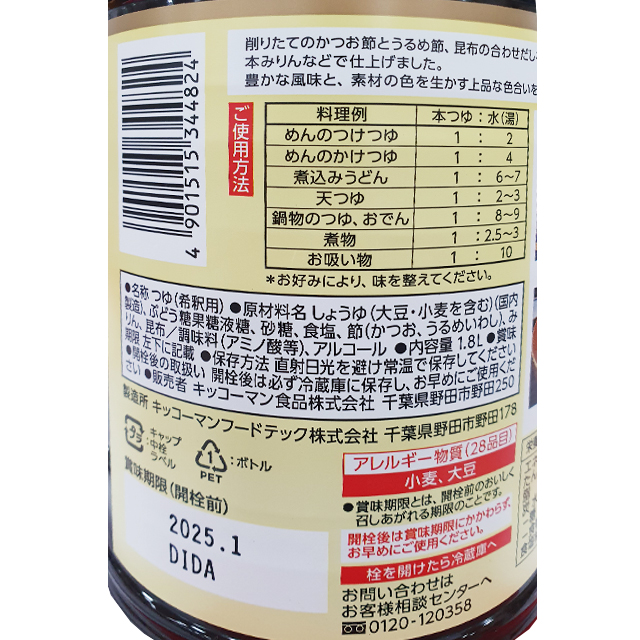 削りたてのかつお節とうるめ節、昆布の合わせだし
本みりんなどで仕上げました。
豊かな風味と、素材の色を生かす上品な色合い
4 901515 344824
ご使用方法
料理例 本つゆ : 水(湯)
めんのつけつゆ 1 : 2
めんのかけつゆ 1 : 4
煮込みうどん 1 : 6~7
天つゆ 1 : 2~3
鍋物のつゆ、おでん 1 : 8~9
煮物 1 : 2.5~3
お吸い物 1 : 10
*お好みにより、味を整えてください。
●名称 つゆ(希釈用) ●原材料名 しょうゆ(大豆・小麦を含む)(国内
製造)、ぶどう糖果糖液糖、砂糖、食塩、節(かつお、うるめいわし)、み
りん、昆布/調味料(アミノ酸等)、アルコール ●内容量 1.8L ●賞味
期限 左下に記載 ●保存方法 直射日光を避け常温で保存してください
●開栓後の取扱い 開栓後は必ず冷蔵庫に保存し、お早めにご使用くだ
さい ●販売者 キッコーマン食品株式会社 千葉県野田市野田250
製造所 キッコーマンフードテック株式会社 千葉県野田市野田178
プラ
:キャップ
中栓
ラベル
1
PET
:ボトル
賞味期限(開栓前)
2025.1
DIDA
アレルギー物質(28品目)
小麦、大豆
●賞味期限とは、開栓前のおいしく
召しあがれる期限のことです。
開栓後は賞味期限にかかわらず、
お早めにご使用ください。
栓を開けたら冷蔵庫へ
お問い合わせは
お客様相談センターへ
0120-120358